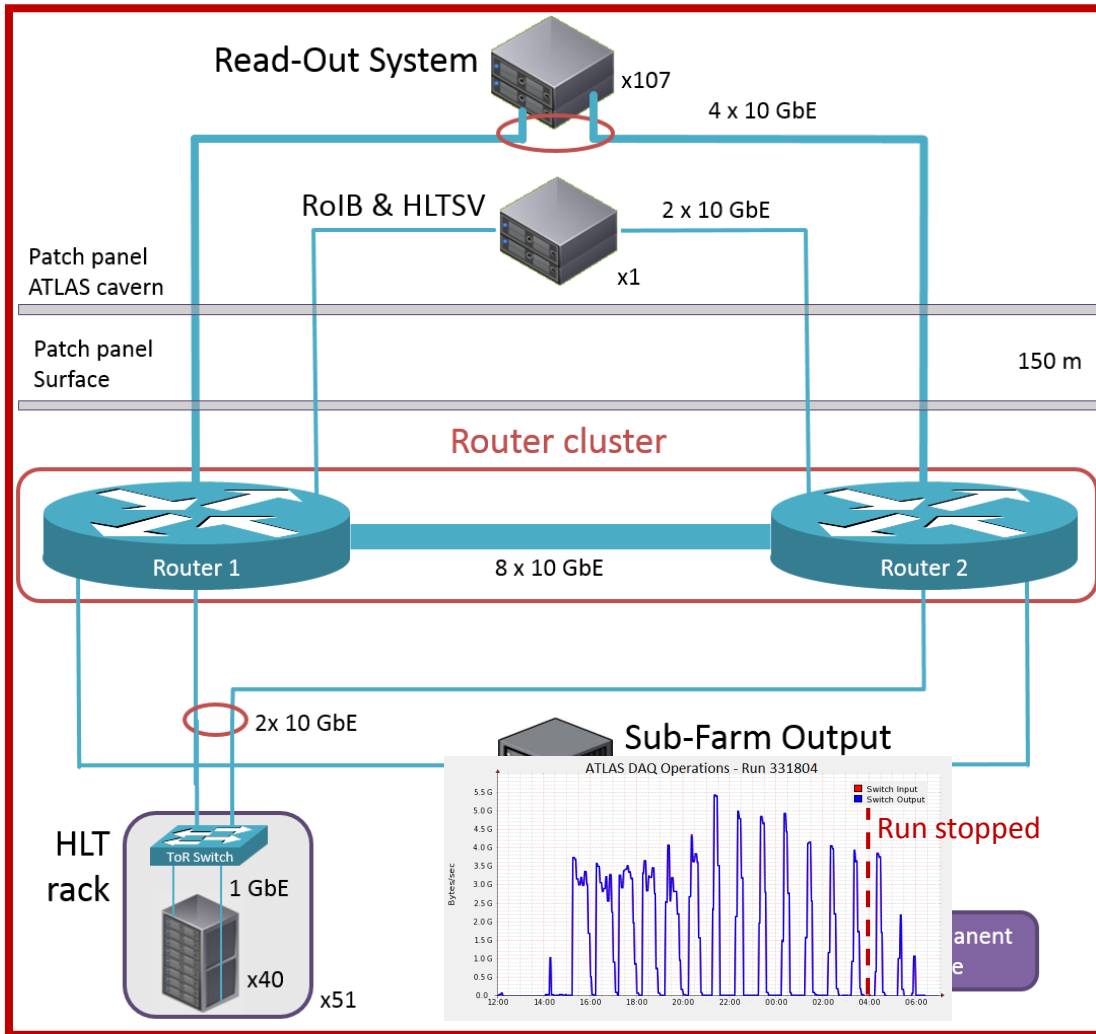 Read-Out System
x107
4 x 10 GbE
RoIB & HLTSV
2 x 10 GbE
x1
Patch panel
ATLAS cavern
Patch panel
Surface
150 m
Router cluster
Router 1
8 x 10 GbE
Router 2
2x 10 GbE
Sub-Farm Output
ATLAS DAQ Operations - Run 331804
Switch Input
Switch Output
Run stopped
Bytes/sec
5.5 G
5.0 G
4.5 G
4.0 G
3.5 G
3.0 G
2.5 G
2.0 G
1.5 G
1.0 G
0.5 G
0.0
12:00 14:00 16:00 18:00 20:00 22:00 00:00 02:00 04:00 06:00
HLT
rack
ToR Switch
1 GbE
x40
x51
anent
e